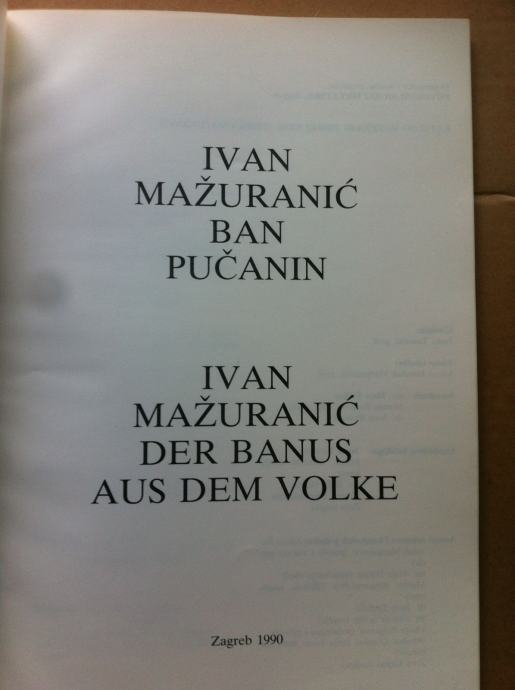 IVAN
MAŽURANIĆ
BAN
PUČANIN
IVAN
MAŽURANIĆ
DER BANUS
AUS DEM VOLKE
Zagreb 1990